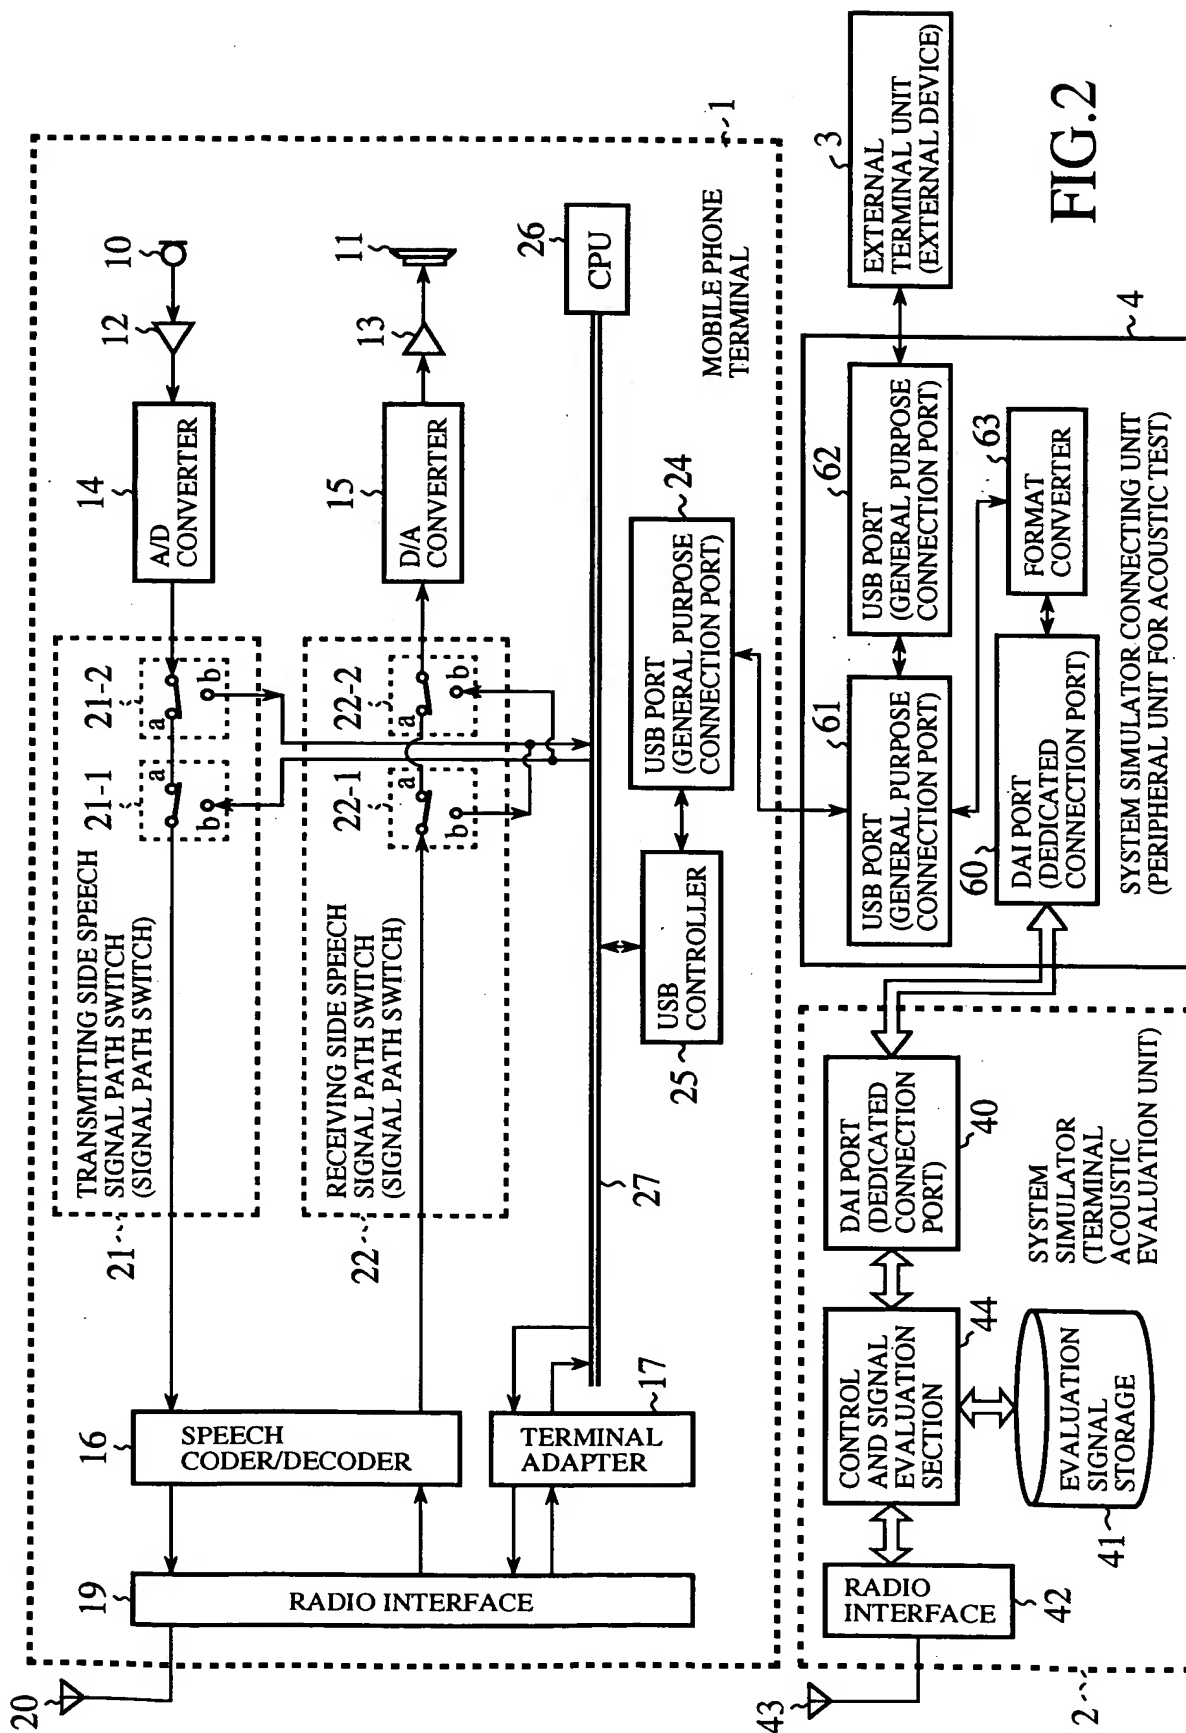 20
19
RADIO INTERFACE
16
SPEECH
CODER/DECODER
17
TERMINAL
ADAPTER
21
TRANSMITTING SIDE SPEECH
SIGNAL PATH SWITCH
(SIGNAL PATH SWITCH)
21-1
a
b
21-2
a
b
22
RECEIVING SIDE SPEECH
SIGNAL PATH SWITCH
(SIGNAL PATH SWITCH)
22-1
a
b
22-2
a
b
14
A/D
CONVERTER
12
10
15
D/A
CONVERTER
13
11
26
CPU
27
25
USB
CONTROLLER
24
USB PORT
(GENERAL PURPOSE
CONNECTION PORT)
MOBILE PHONE
TERMINAL
1
43
42
RADIO
INTERFACE
44
CONTROL
AND SIGNAL
EVALUATION
SECTION
41
EVALUATION
SIGNAL
STORAGE
40
DAI PORT
(DEDICATED
CONNECTION
PORT)
SYSTEM
SIMULATOR
(TERMINAL
ACOUSTIC
EVALUATION UNIT)
2
61
USB PORT
(GENERAL PURPOSE
CONNECTION PORT)
62
USB PORT
(GENERAL PURPOSE
CONNECTION PORT)
60
DAI PORT
(DEDICATED
CONNECTION PORT)
63
FORMAT
CONVERTER
SYSTEM SIMULATOR CONNECTING UNIT
(PERIPHERAL UNIT FOR ACOUSTIC TEST)
4
3
EXTERNAL
TERMINAL UNIT
(EXTERNAL DEVICE)
FIG.2